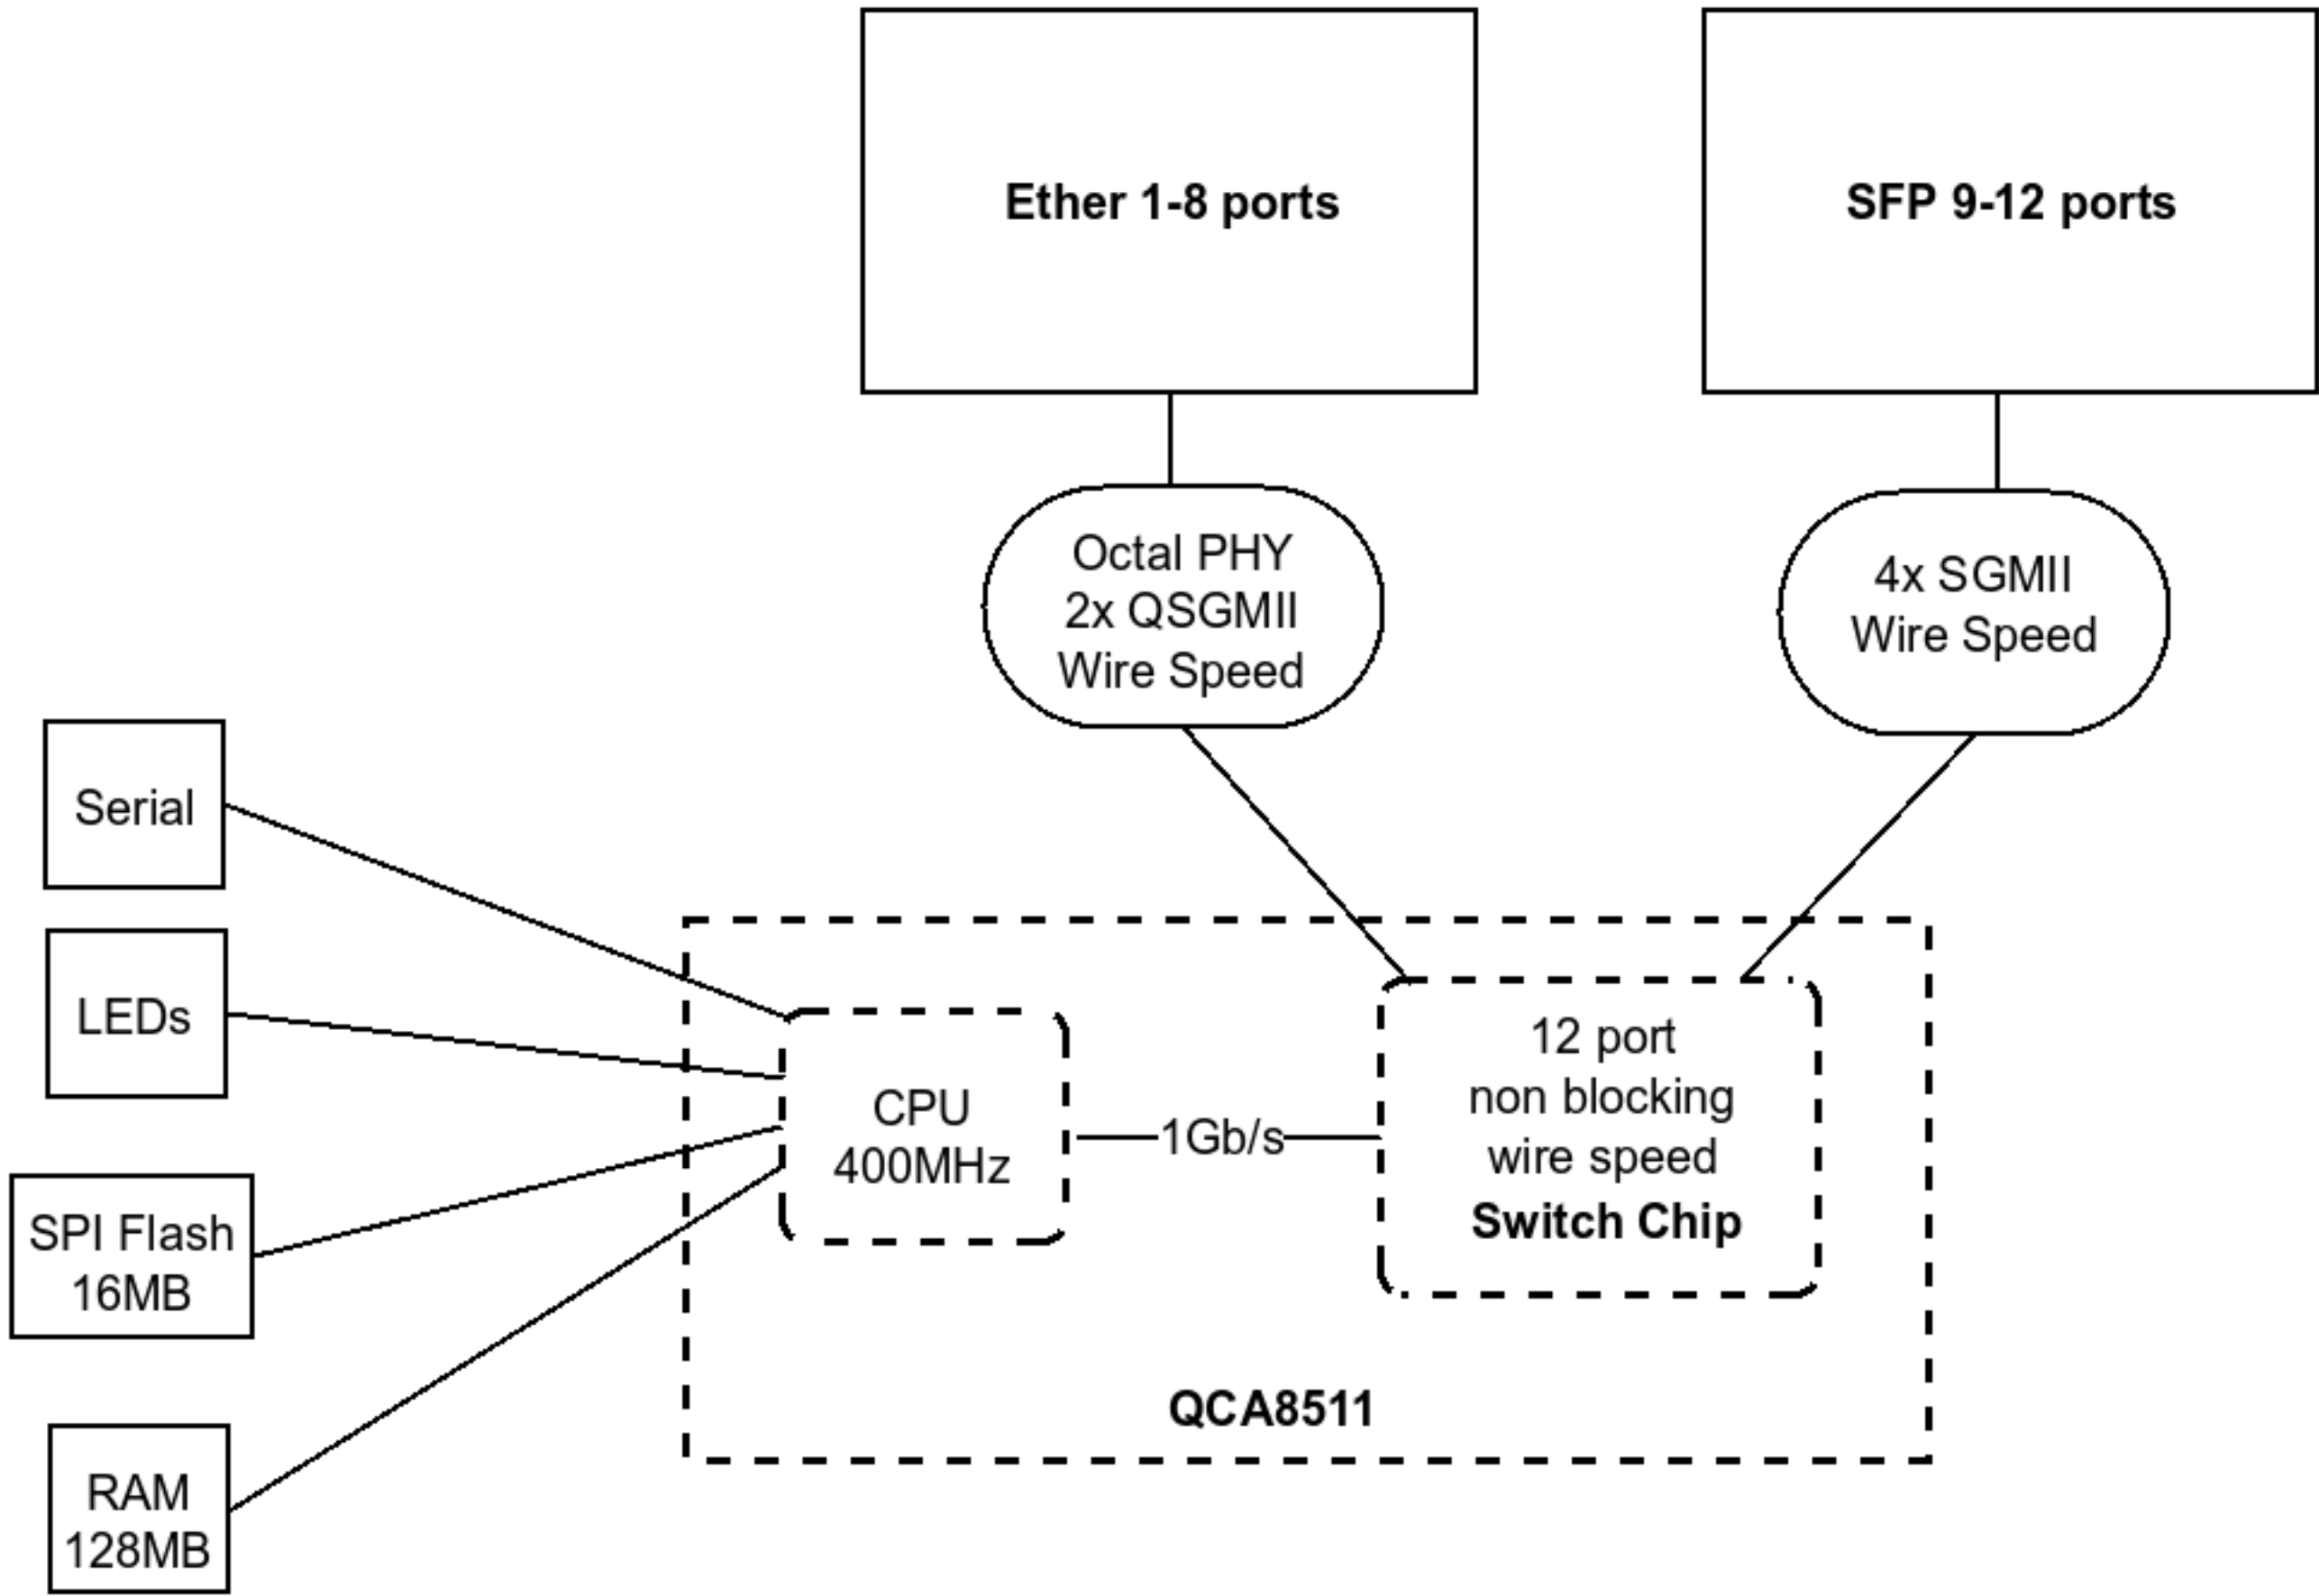 Ether 1-8 ports
SFP 9-12 ports
Octal PHY
2x QSGMII
Wire Speed
4x SGMII
Wire Speed
Serial
LEDs
SPI Flash
16MB
RAM
128MB
CPU
400MHz
1Gb/s
12 port
non blocking
wire speed
Switch Chip
QCA8511